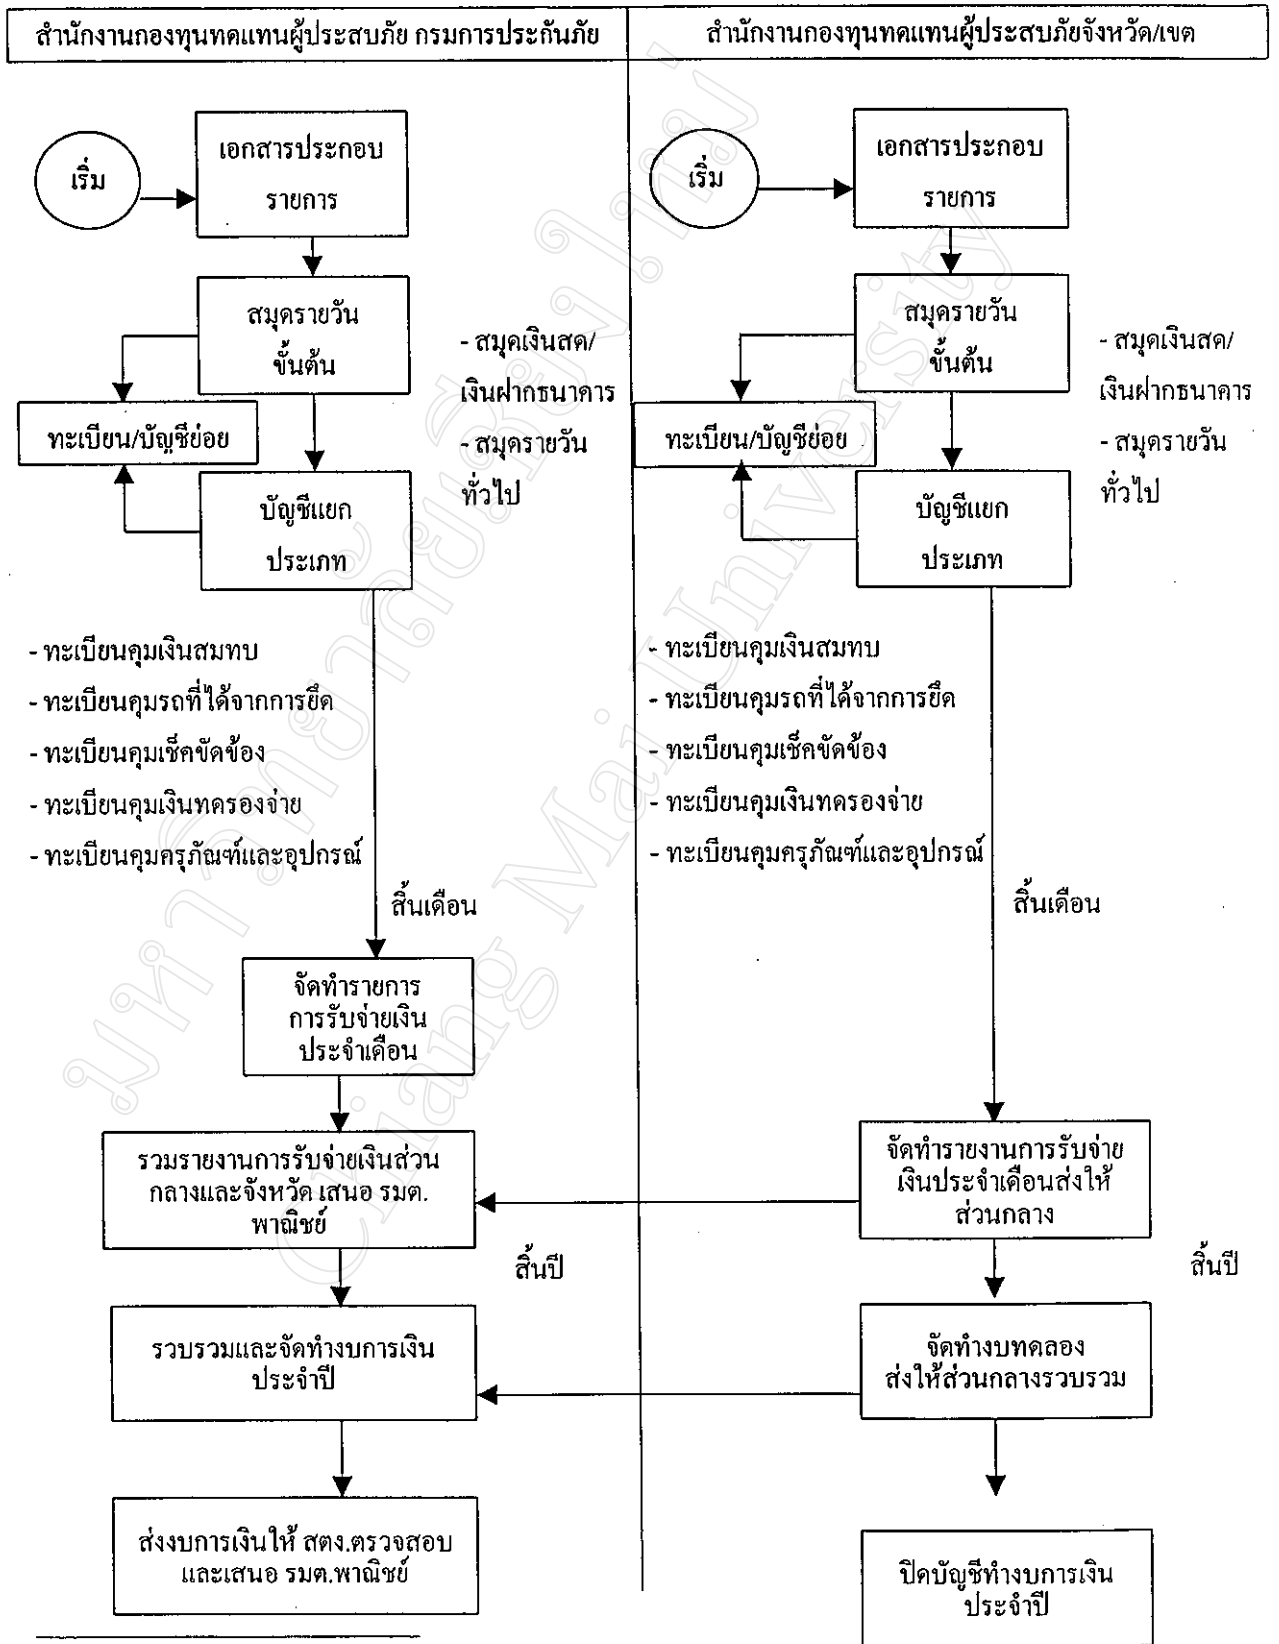 สำนักงานกองทุนทดแทนผู้ประสบภัย กรมการประกันภัย
สำนักงานกองทุนทดแทนผู้ประสบภัยจังหวัด/เขต
เริ่ม
เอกสารประกอบ
รายการ
สมุดรายวัน
ขั้นต้น
- สมุดเงินสด/
เงินฝากธนาคาร
- สมุดรายวัน
ทั่วไป
ทะเบียน/บัญชีย่อย
บัญชีแยก
ประเภท
- ทะเบียนคุมเงินสมทบ
- ทะเบียนคุมรถที่ได้จากการยึด
- ทะเบียนคุมเช็คขัดข้อง
- ทะเบียนคุมเงินทดรองจ่าย
- ทะเบียนคุมครุภัณฑ์และอุปกรณ์
สิ้นเดือน
จัดทำรายการ
การรับจ่ายเงิน
ประจำเดือน
รวมรายงานการรับจ่ายเงินส่วน
กลางและจังหวัด เสนอ รมต.
พาณิชย์
สิ้นปี
รวบรวมและจัดทำงบการเงิน
ประจำปี
ส่งงบการเงินให้ สตง.ตรวจสอบ
และเสนอ รมต.พาณิชย์
เริ่ม
เอกสารประกอบ
รายการ
สมุดรายวัน
ขั้นต้น
- สมุดเงินสด/
เงินฝากธนาคาร
- สมุดรายวัน
ทั่วไป
ทะเบียน/บัญชีย่อย
บัญชีแยก
ประเภท
- ทะเบียนคุมเงินสมทบ
- ทะเบียนคุมรถที่ได้จากการยึด
- ทะเบียนคุมเช็คขัดข้อง
- ทะเบียนคุมเงินทดรองจ่าย
- ทะเบียนคุมครุภัณฑ์และอุปกรณ์
สิ้นเดือน
จัดทำรายงานการรับจ่าย
เงินประจำเดือนส่งให้
ส่วนกลาง
สิ้นปี
จัดทำงบทดลอง
ส่งให้ส่วนกลางรวบรวม
ปิดบัญชีทำงบการเงิน
ประจำปี
มหาวิทยาลัยเชียงใหม่
Chiang Mai University